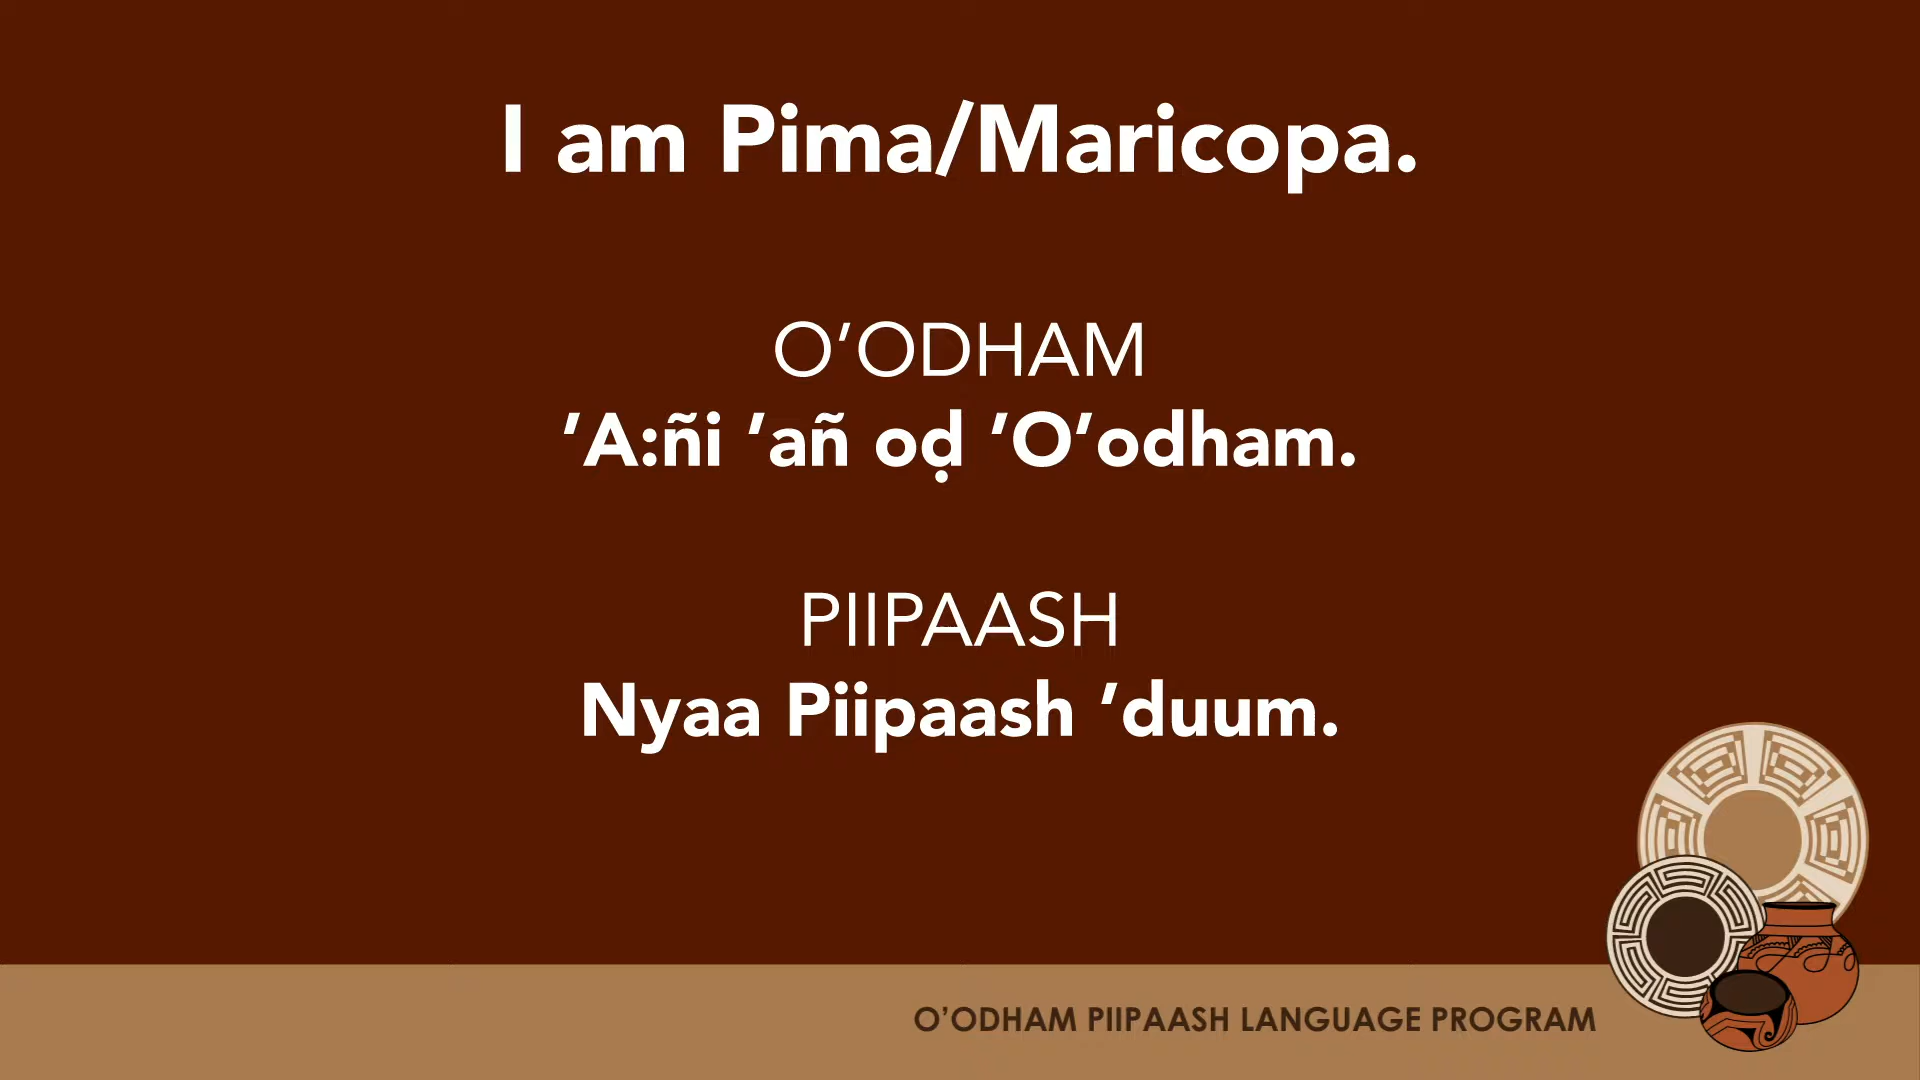 I am Pima/Maricopa.
O’ODHAM
’A:ñi ’añ oḍ ’O’odham.
PIIPAASH
Nyaa Piipaash ’duum.
O’ODHAM PIIPAASH LANGUAGE PROGRAM